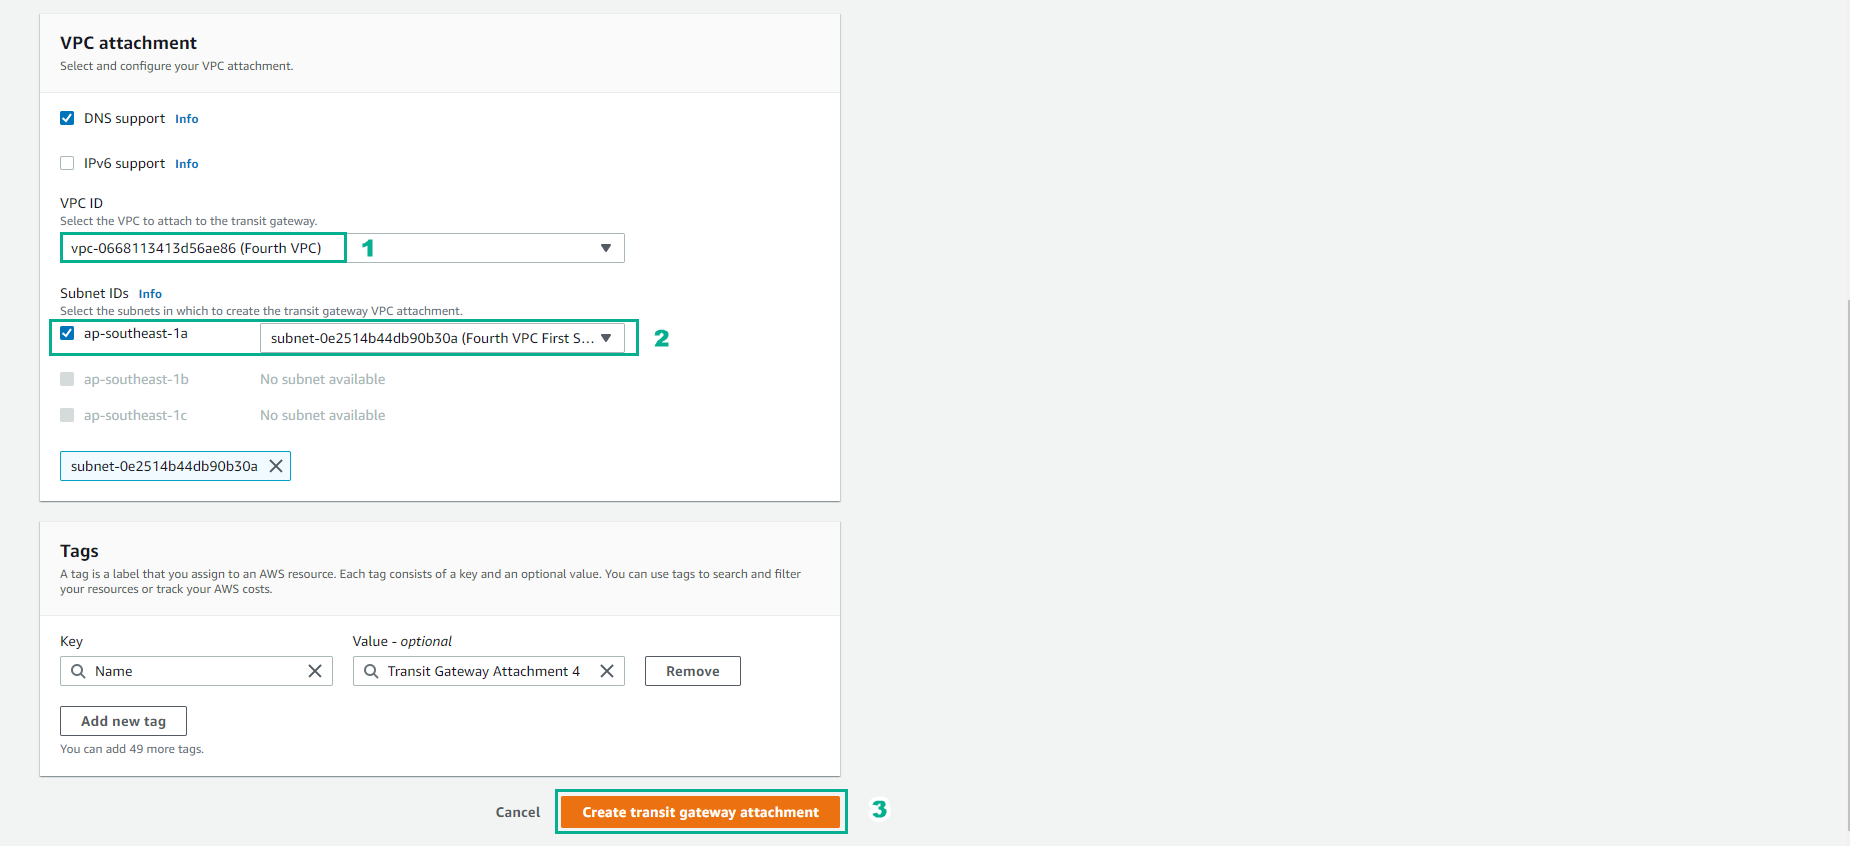 VPC attachment
Select and configure your VPC attachment.
DNS support Info
IPv6 support Info
VPC ID
Select the VPC to attach to the transit gateway.
vpc-0668113413d56ae86 (Fourth VPC) 1
Subnet IDs Info
Select the subnets in which to create the transit gateway VPC attachment.
ap-southeast-1a subnet-0e2514b44db90b30a (Fourth VPC First S... 2
ap-southeast-1b No subnet available
ap-southeast-1c No subnet available
subnet-0e2514b44db90b30a
Tags
A tag is a label that you assign to an AWS resource. Each tag consists of a key and an optional value. You can use tags to search and filter
your resources or track your AWS costs.
Key Value - optional
Name Transit Gateway Attachment 4 Remove
Add new tag
You can add 49 more tags.
Cancel Create transit gateway attachment 3